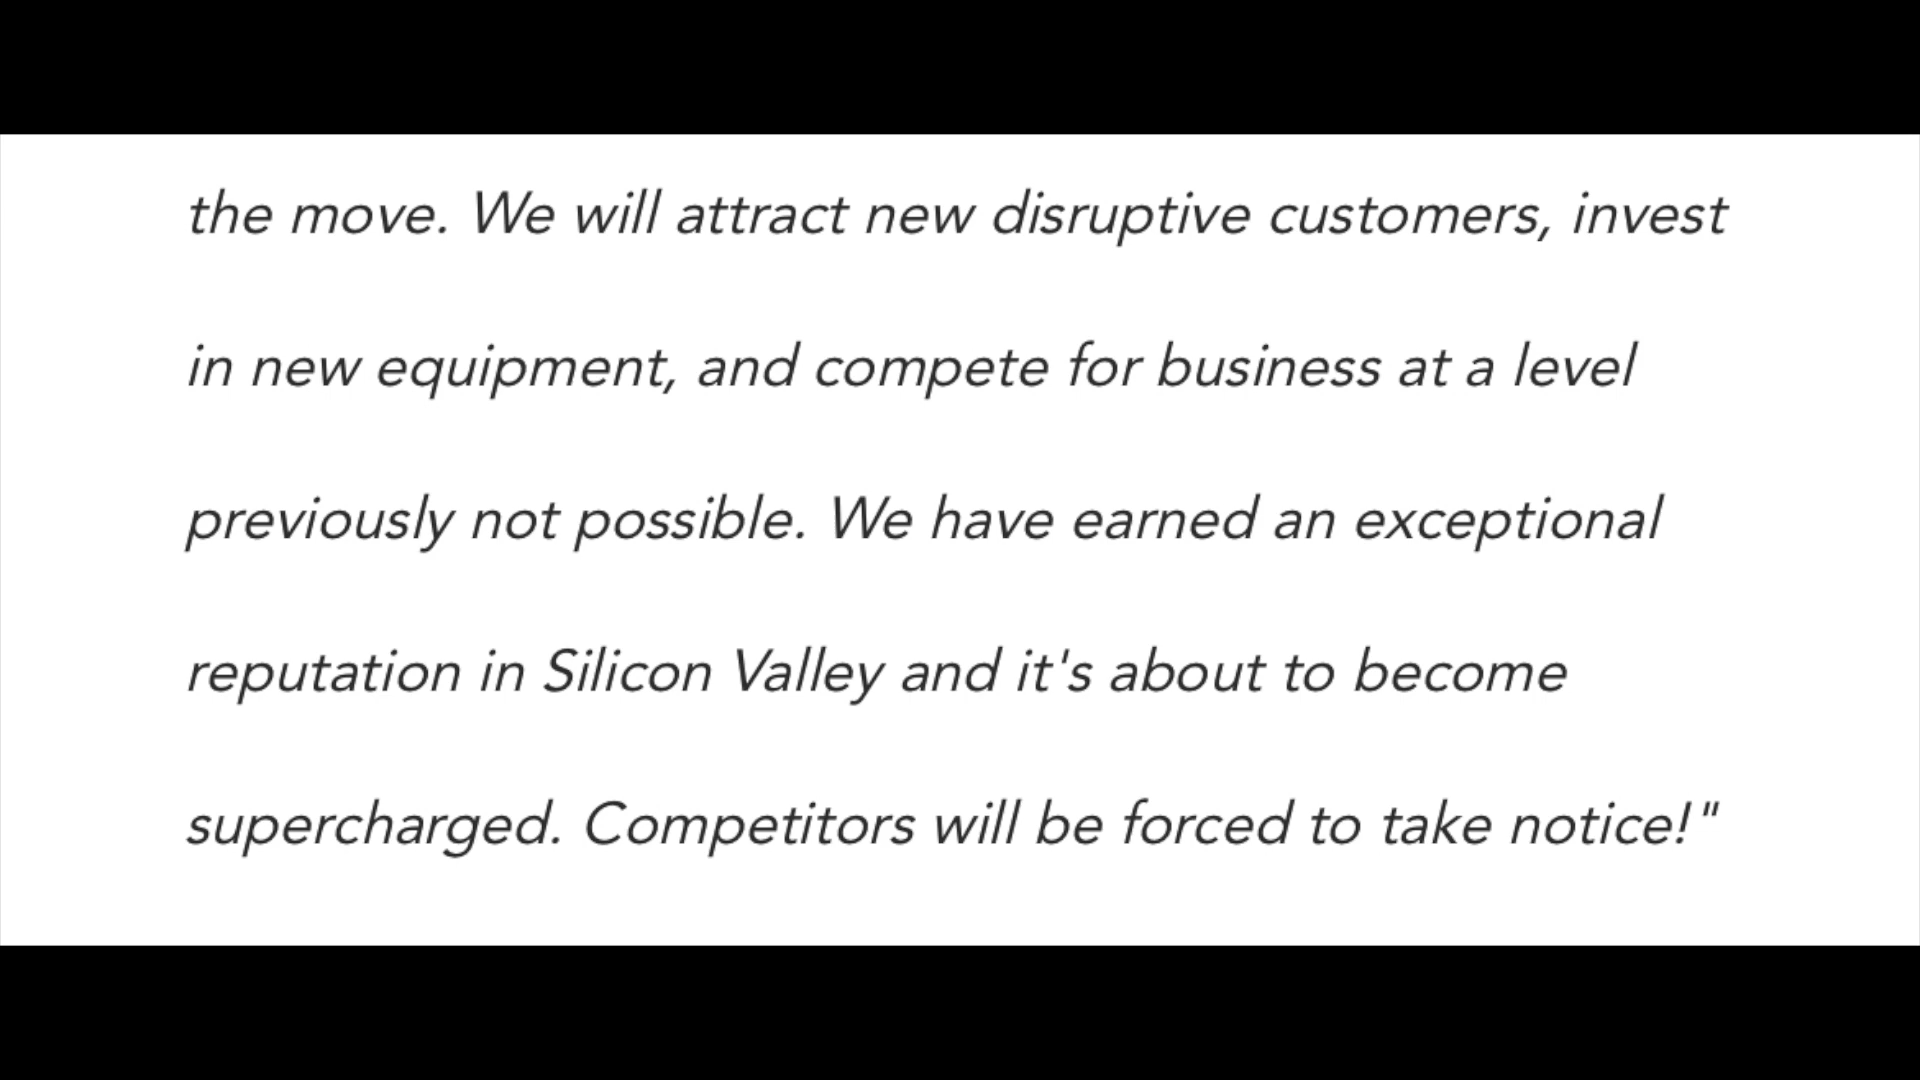 the move. We will attract new disruptive customers, invest
in new equipment, and compete for business at a level
previously not possible. We have earned an exceptional
reputation in Silicon Valley and it's about to become
supercharged. Competitors will be forced to take notice!"